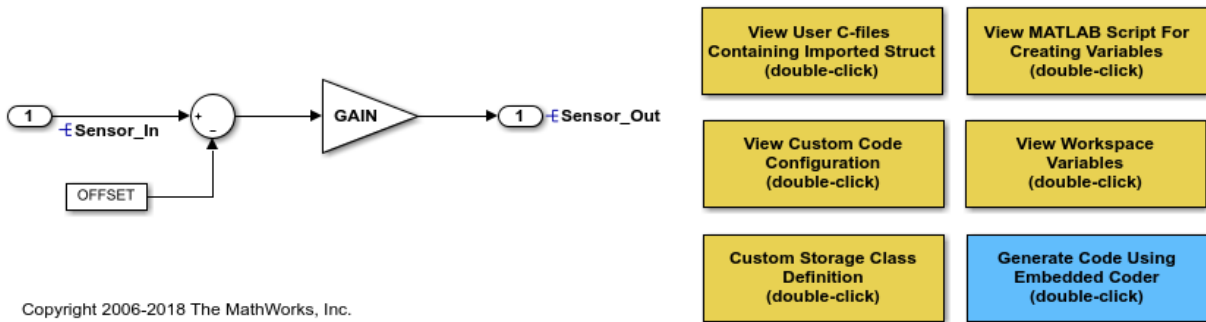 1
Sensor_In
+
-
GAIN
1
Sensor_Out
OFFSET
Copyright 2006-2018 The MathWorks, Inc.
View User C-files
Containing Imported Struct
(double-click)
View MATLAB Script For
Creating Variables
(double-click)
View Custom Code
Configuration
(double-click)
View Workspace
Variables
(double-click)
Custom Storage Class
Definition
(double-click)
Generate Code Using
Embedded Coder
(double-click)